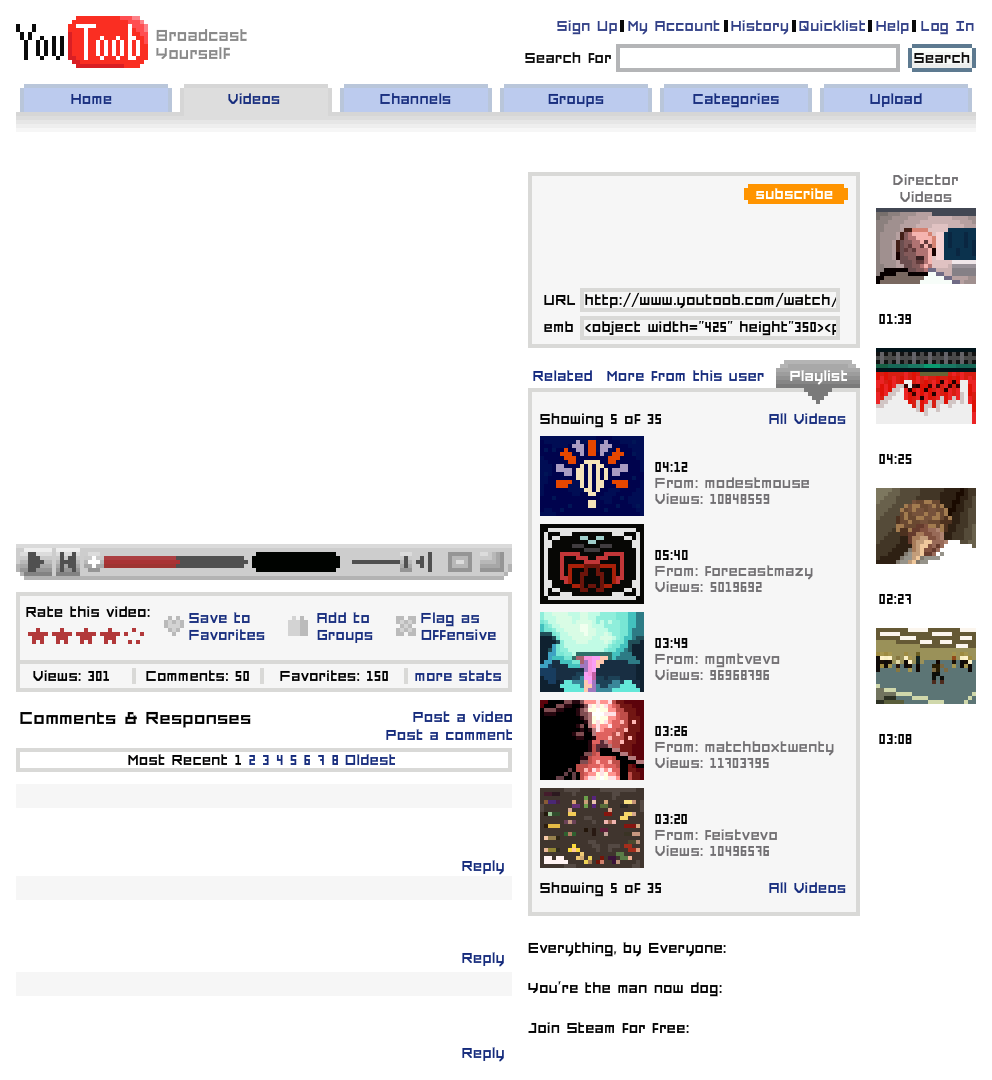 YouToob
Broadcast
Yourself
Sign Up My Account History Quicklist Help Log In
Search for
Search
Home Videos Channels Groups Categories Upload
subscribe
URL http://www.youtoob.com/watch/
emb <object width="425" height"350><p
Director
Videos
01:39
04:25
02:27
03:08
Related More from this user Playlist
Showing 5 of 35 All Videos
04:12
From: modestmouse
Views: 10848559
05:40
From: forecastmazy
Views: 5019692
03:49
From: mgmtvevo
Views: 96968796
03:26
From: matchboxtwenty
Views: 11703795
03:20
From: feistvevo
Views: 10496576
Showing 5 of 35 All Videos
Rate this video:
Save to
Favorites
Add to
Groups
Flag as
Offensive
Views: 301 Comments: 50 Favorites: 150 more stats
Comments & Responses
Post a video
Post a comment
Most Recent 1 2 3 4 5 6 7 8 Oldest
Reply
Reply
Reply
Everything, by Everyone:
You're the man now dog:
Join Steam for free: